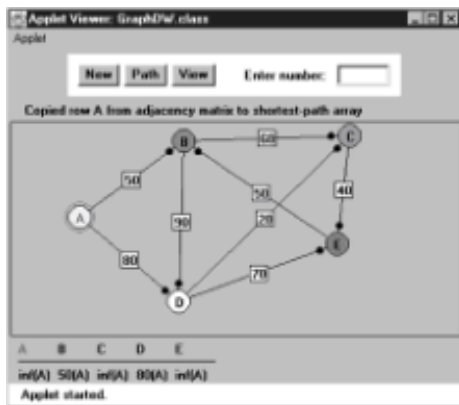 Applet Viewer: GraphDW.class
Applet
New Path View Enter number:
Copied row A from adjacency matrix to shortest-path array
B 60 C
50 50 40
A 90 20
80 E
70
D
A B C D E
inf(A) 50(A) inf(A) 80(A) inf(A)
Applet started.